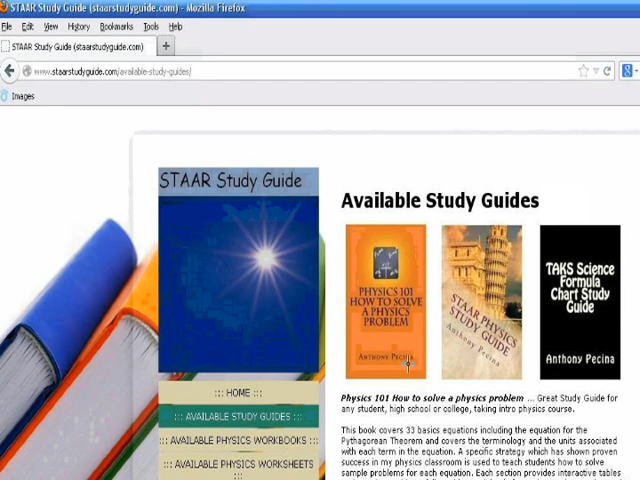 STAAR Study Guide (staarstudyguide.com) - Mozilla Firefox
File Edit View History Bookmarks Tools Help
STAAR Study Guide (staarstudyguide.com) +
www.staarstudyguide.com/available-study-guides/
Images
STAAR Study Guide
Available Study Guides
PHYSICS 101
HOW TO SOLVE
A PHYSICS
PROBLEM
ANTHONY PECINA
STAAR PHYSICS
STUDY GUIDE
Anthony Pecina
TAKS Science
Formula
Chart Study
Guide
Anthony Pecina
::: HOME :::
::: AVAILABLE STUDY GUIDES :::
::: AVAILABLE PHYSICS WORKBOOKS :::
::: AVAILABLE PHYSICS WORKSHEETS
:::
Physics 101 How to solve a physics problem ... Great Study Guide for
any student, high school or college, taking intro physics course.
This book covers 33 basics equations including the equation for the
Pythagorean Theorem and covers the terminology and the units associated
with each term in the equation. A specific strategy which has shown proven
success in my physics classroom is used to teach students how to solve
sample problems for each equation. Each section provides interactive tables